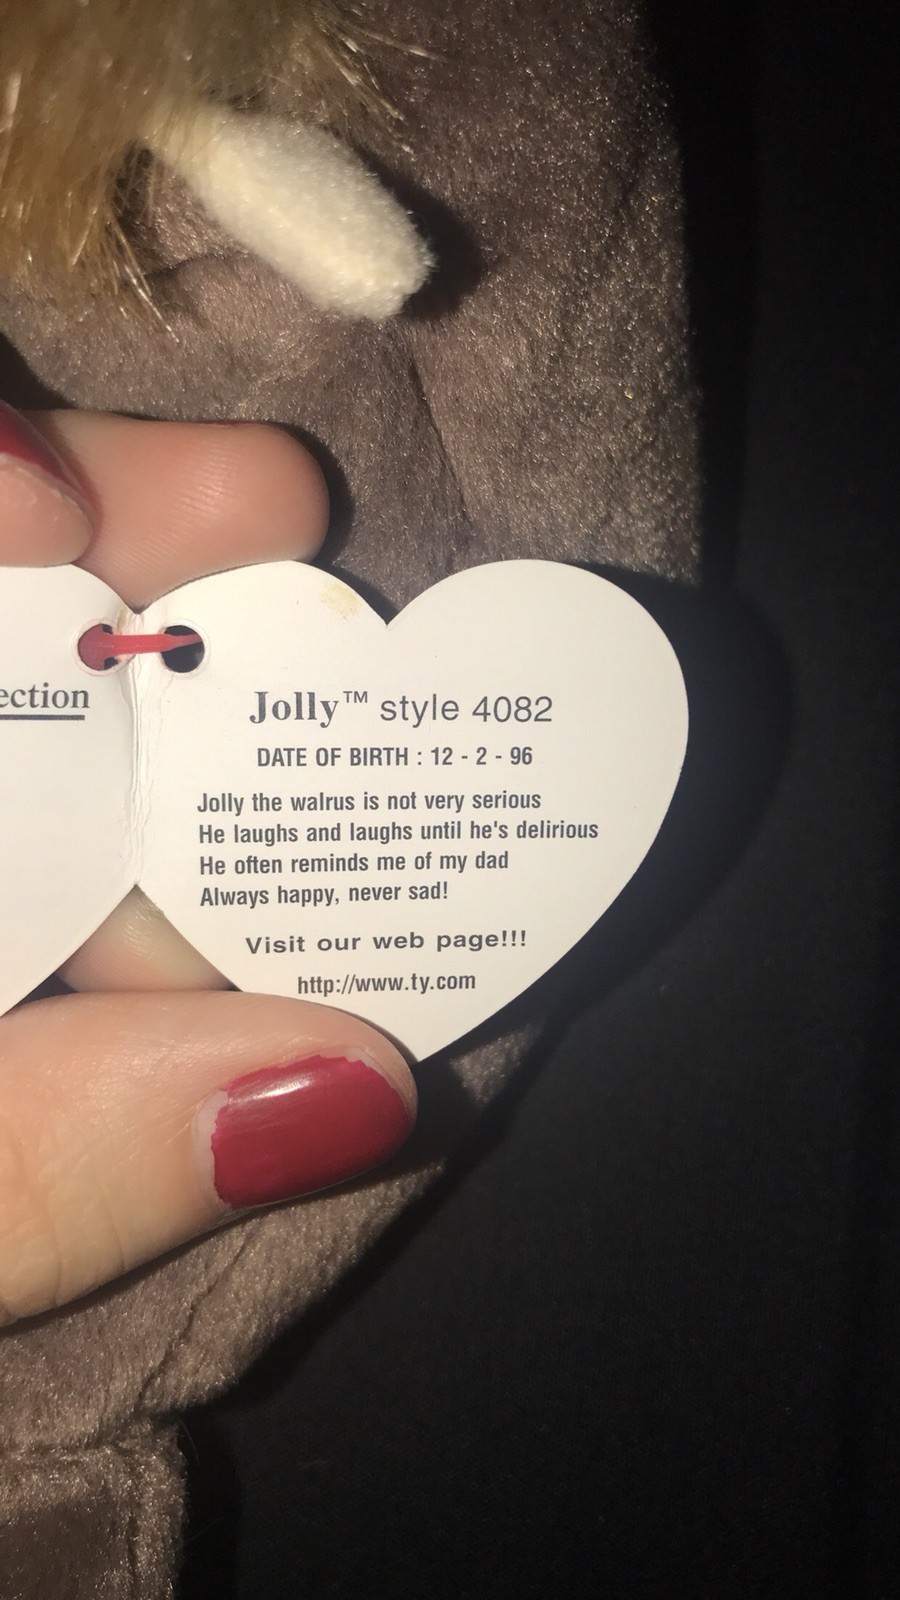 ection
Jolly™ style 4082
DATE OF BIRTH : 12 - 2 - 96
Jolly the walrus is not very serious
He laughs and laughs until he's delirious
He often reminds me of my dad
Always happy, never sad!
Visit our web page!!!
http://www.ty.com